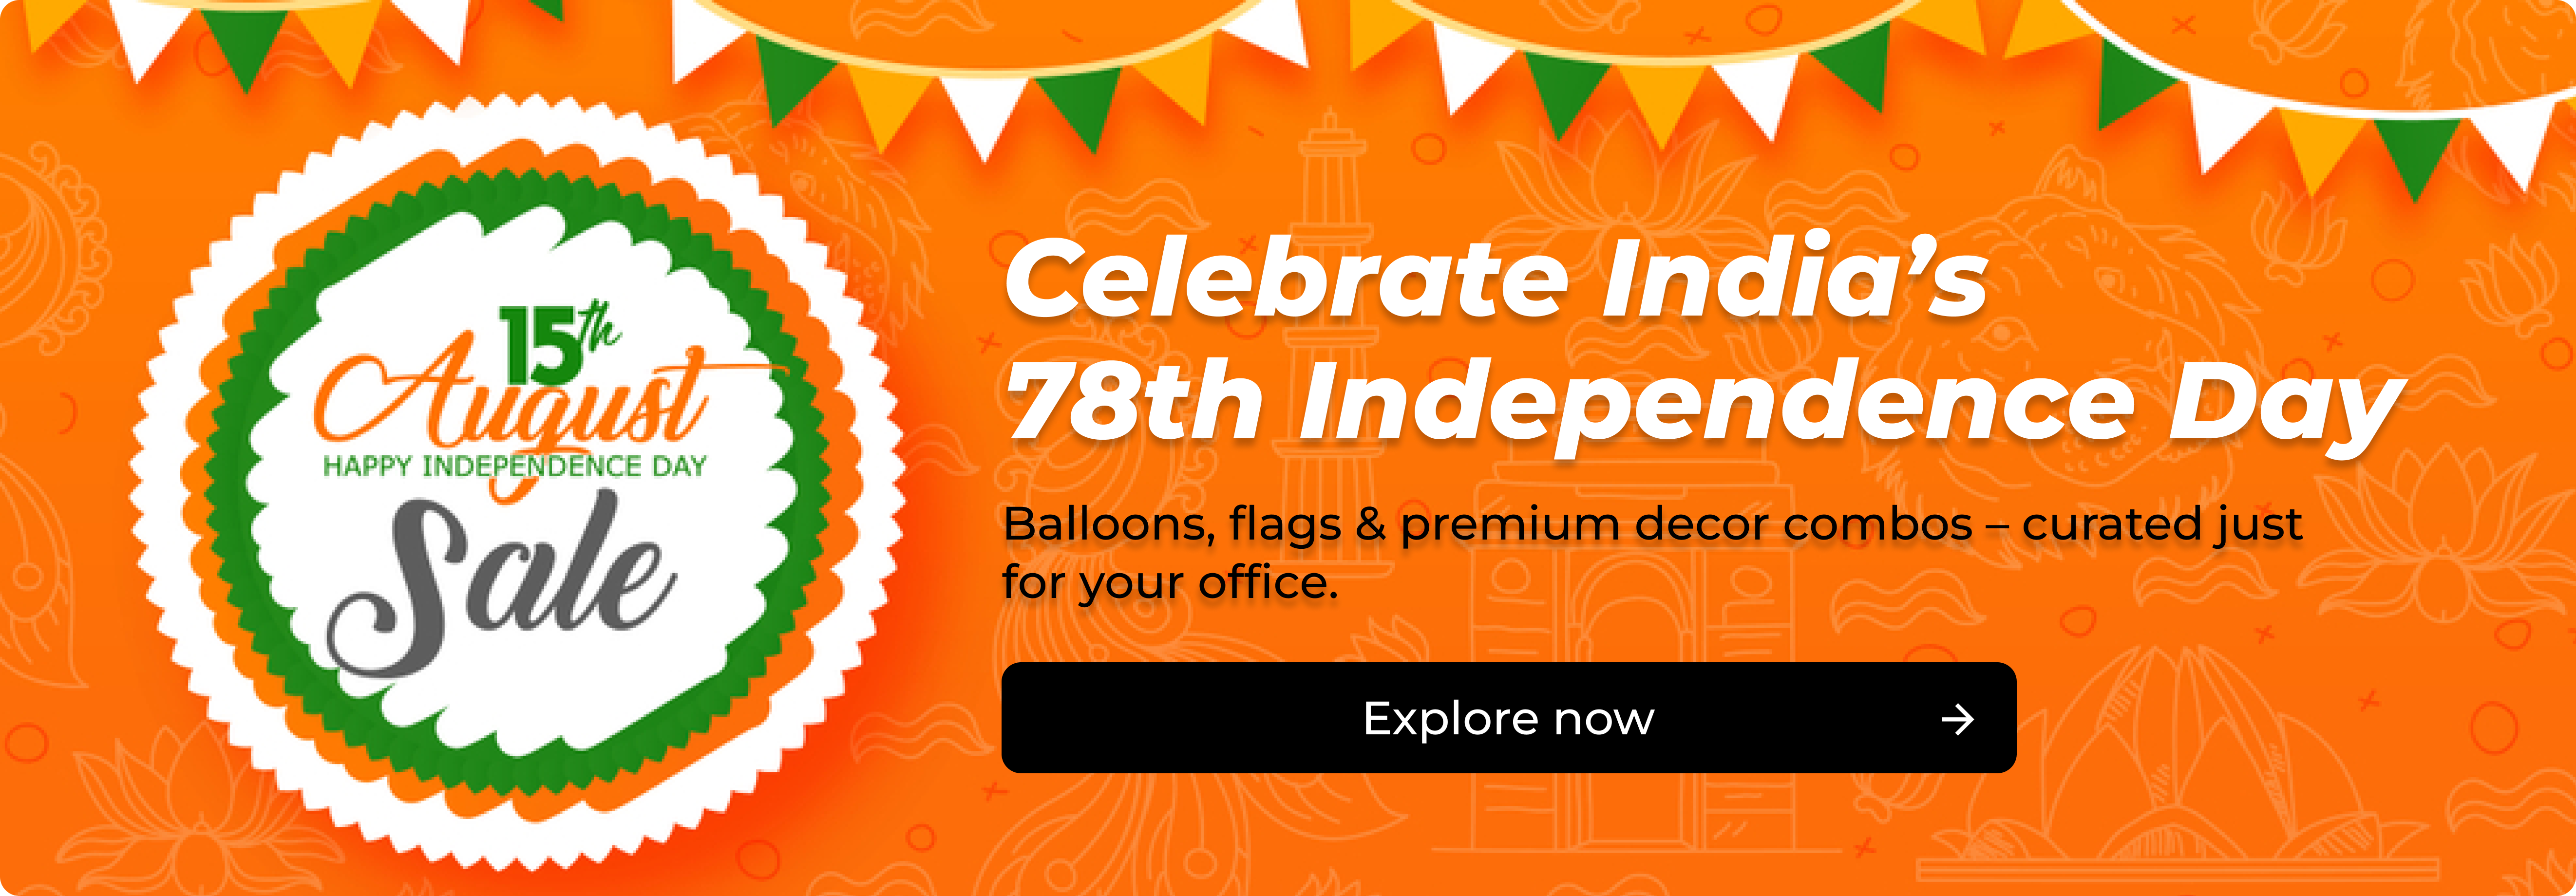 15th
August
HAPPY INDEPENDENCE DAY
Sale
Celebrate India’s
78th Independence Day
Balloons, flags & premium decor combos – curated just
for your office.
Explore now →